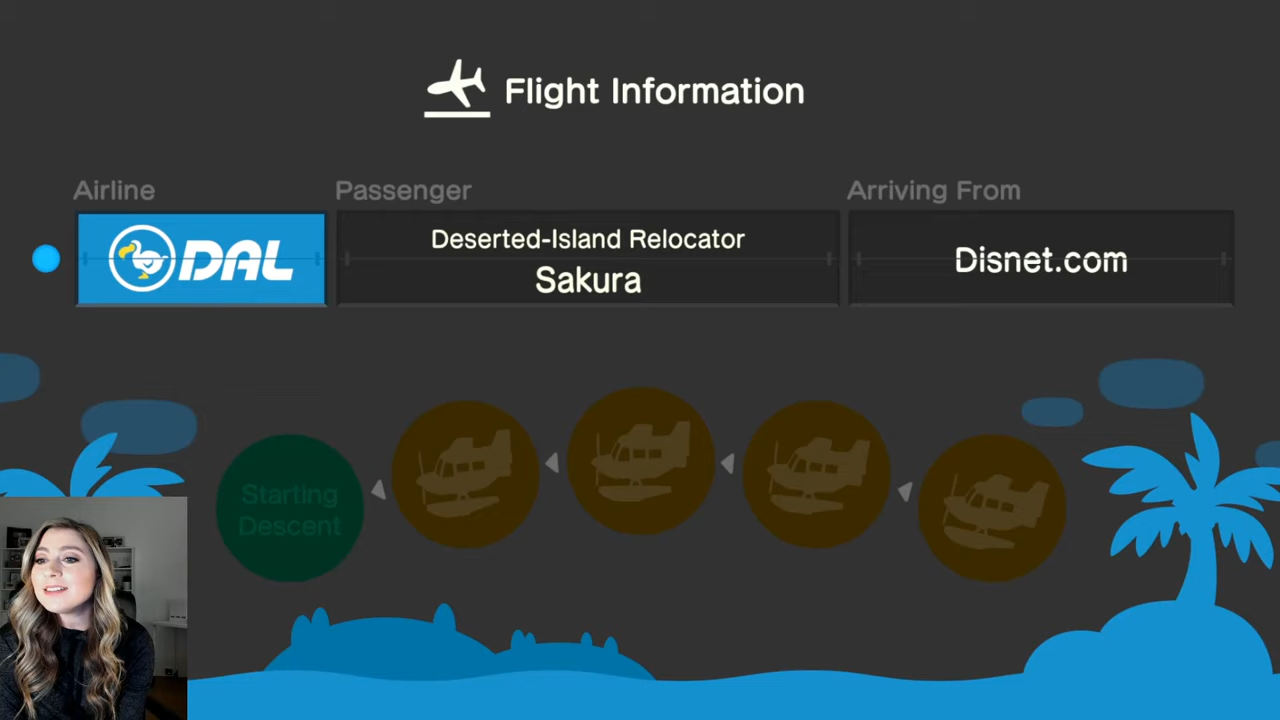 Flight Information
Airline
Passenger
Arriving From
DAL
Deserted-Island Relocator
Sakura
Disnet.com
Starting
Descent